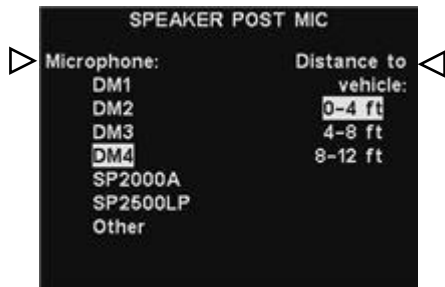 SPEAKER POST MIC
Microphone:
DM1
DM2
DM3
DM4
SP2000A
SP2500LP
Other
Distance to
vehicle:
0-4 ft
4-8 ft
8-12 ft